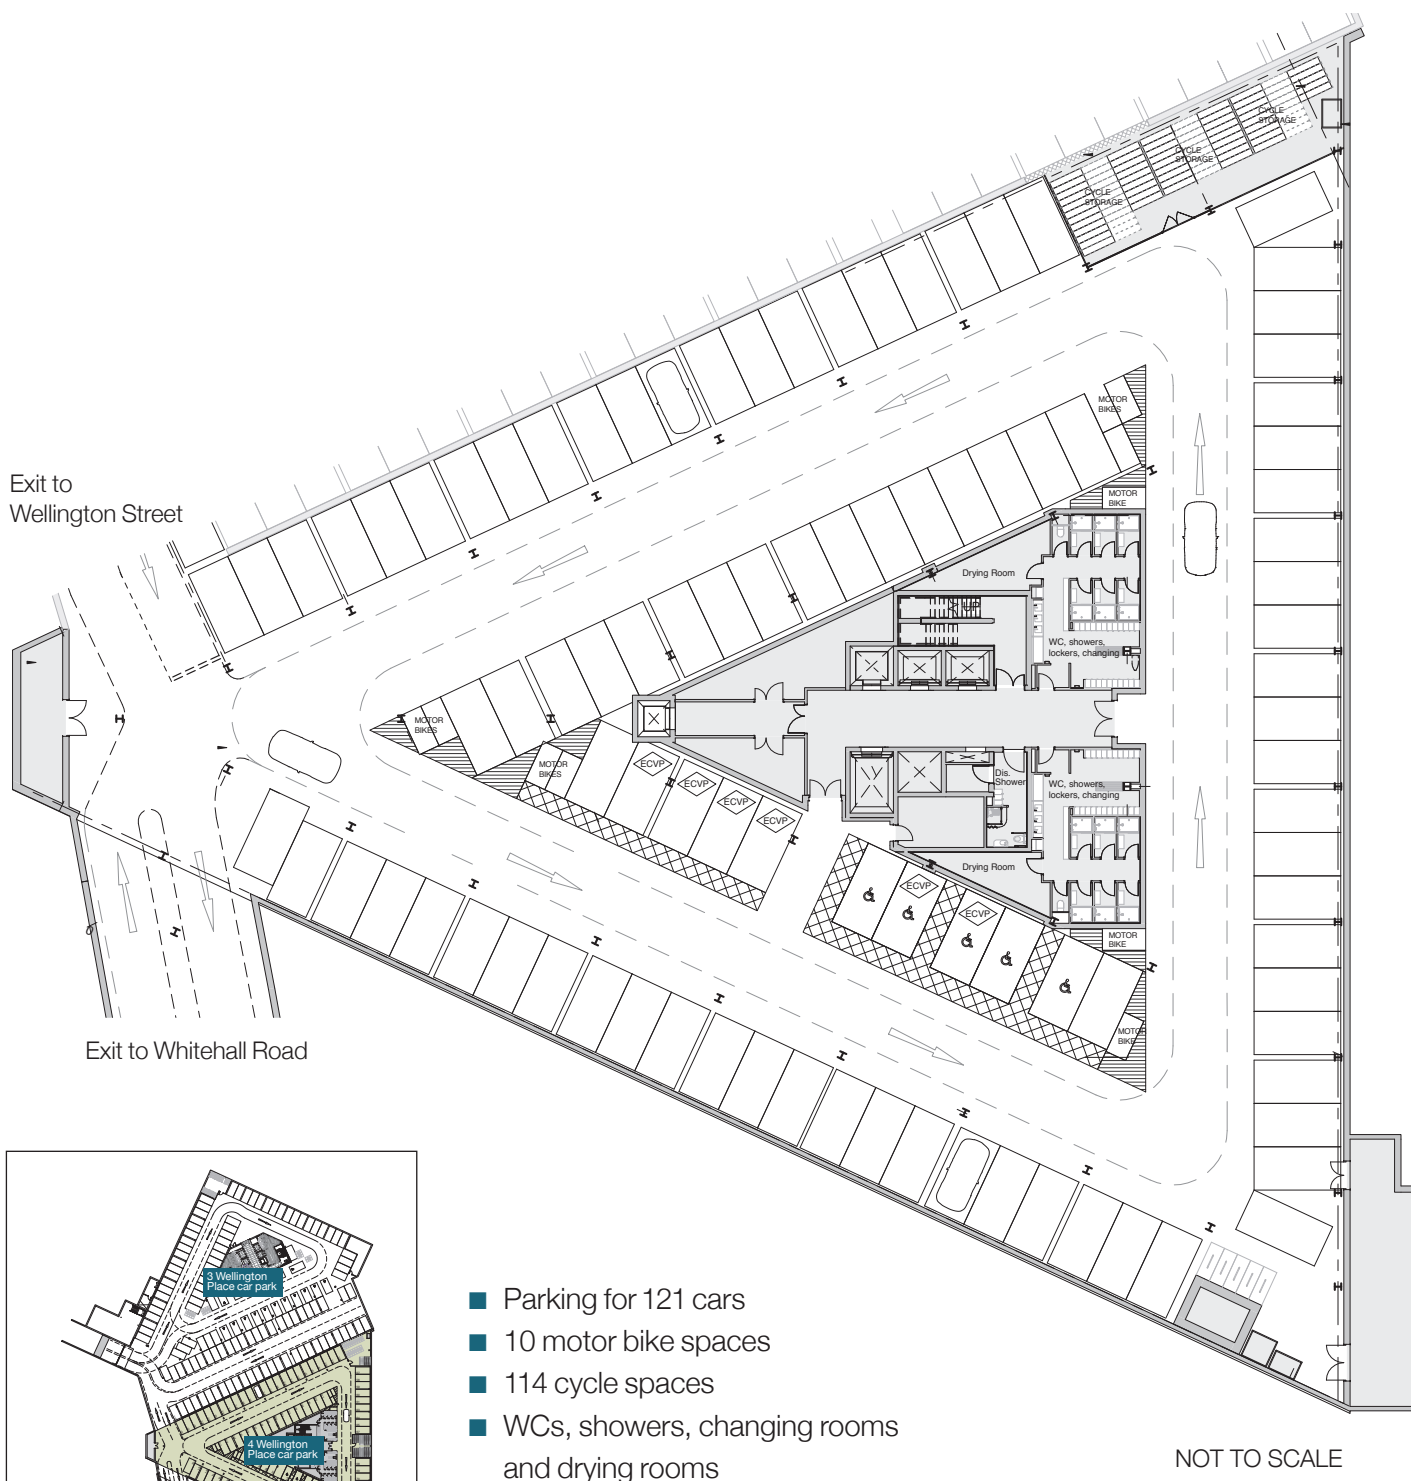 CYCLE
STORAGE
CYCLE
STORAGE
CYCLE
STORAGE
MOTOR
BIKES
Exit to
Wellington Street
MOTOR
BIKE
Drying Room
UP
WC, showers,
lockers, changing
MOTOR
BIKES
MOTOR
BIKES
ECVP
ECVP
ECVP
ECVP
Dis.
Shower
WC, showers,
lockers, changing
Drying Room
ECVP
ECVP
MOTOR
BIKE
MOTOR
BIKE
Exit to Whitehall Road
3 Wellington
Place car park
4 Wellington
Place car park
■ Parking for 121 cars
■ 10 motor bike spaces
■ 114 cycle spaces
■ WCs, showers, changing rooms
and drying rooms
NOT TO SCALE